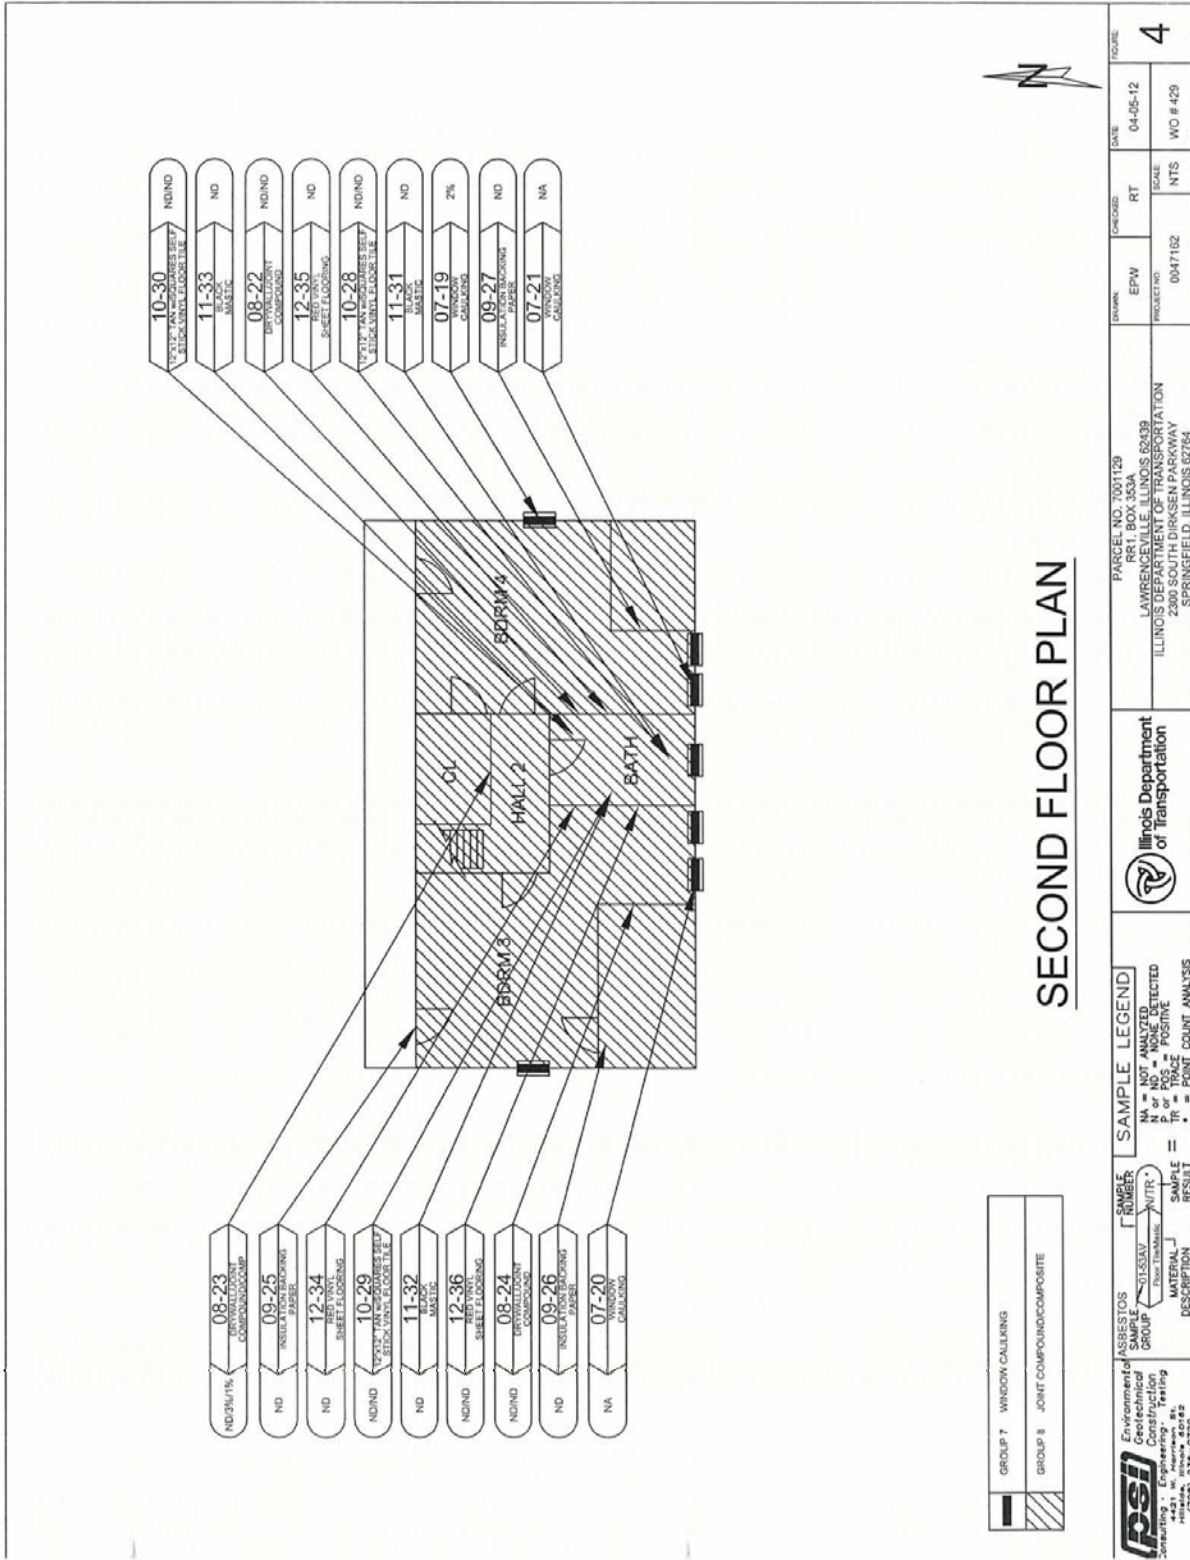 10-30
12"x12" TAN w/SQUARES SELF
STICK VINYL FLOOR TILE
ND/ND
11-33
BLACK
MASTIC
ND
08-22
DRYWALL/JOINT
COMPOUND
ND/ND
12-35
RED VINYL
SHEET FLOORING
ND
10-28
12"x12" TAN w/SQUARES SELF
STICK VINYL FLOOR TILE
ND/ND
11-31
BLACK
MASTIC
ND
07-19
WINDOW
CAULKING
2%
09-27
INSULATION BACKING
PAPER
ND
07-21
WINDOW
CAULKING
NA
N
BDRM 3
CL
HALL 2
BATH
BDRM 4
08-23
DRYWALL/JOINT
COMPOUND/COMP
ND/3%/1%
09-25
INSULATION BACKING
PAPER
ND
12-34
RED VINYL
SHEET FLOORING
ND
10-29
12"x12" TAN w/SQUARES SELF
STICK VINYL FLOOR TILE
ND/ND
11-32
BLACK
MASTIC
ND
12-36
RED VINYL
SHEET FLOORING
ND/ND
08-24
DRYWALL/JOINT
COMPOUND
ND/ND
09-26
INSULATION BACKING
PAPER
ND
07-20
WINDOW
CAULKING
NA
SECOND FLOOR PLAN
GROUP 7 WINDOW CAULKING
GROUP 8 JOINT COMPOUND/COMPOSITE
psi
Environmental
Geotechnical
Construction
Consulting · Engineering · Testing
4421 W. Harrison St.
Hillside, Illinois 60162
ASBESTOS
SAMPLE
GROUP
SAMPLE
NUMBER
01-53AV
Floor Tile/Mastic
N/TR*
MATERIAL
DESCRIPTION
SAMPLE
RESULT
=
SAMPLE LEGEND
NA = NOT ANALYZED
N or ND = NONE DETECTED
P or POS = POSITIVE
TR = TRACE
* = POINT COUNT ANALYSIS
Illinois Department
of Transportation
PARCEL NO. 7001129
RR1, BOX 353A
LAWRENCEVILLE, ILLINOIS 62439
ILLINOIS DEPARTMENT OF TRANSPORTATION
2300 SOUTH DIRKSEN PARKWAY
SPRINGFIELD, ILLINOIS 62764
DRAWN: EPW
CHECKED: RT
DATE: 04-05-12
FIGURE: 4
PROJECT NO. 0047162
SCALE: NTS
WO # 429